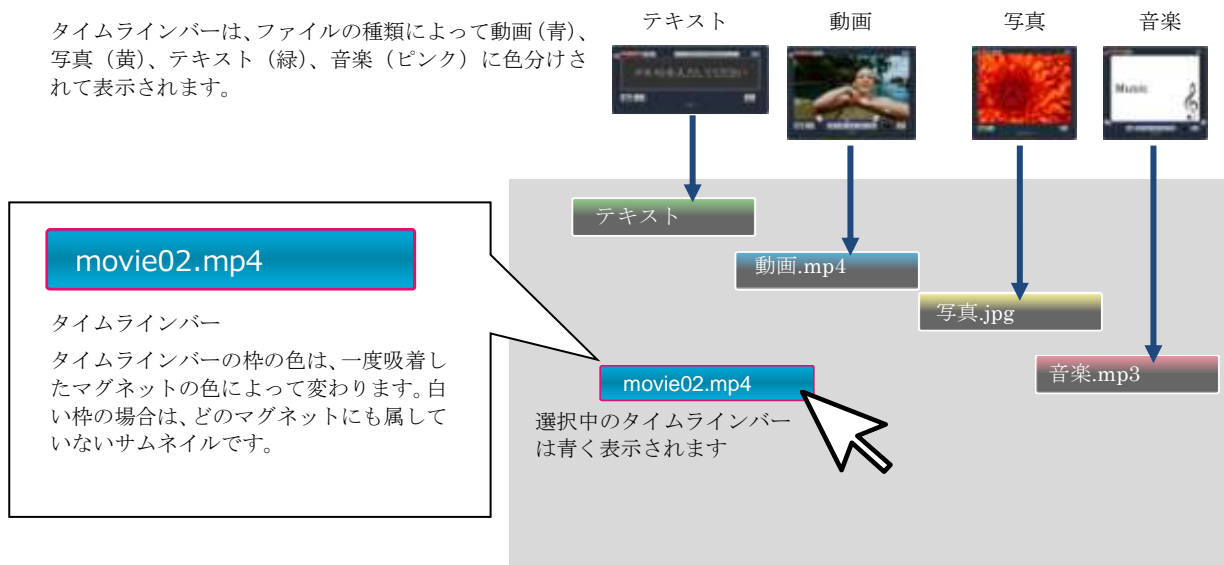 タイムラインバーは、ファイルの種類によって動画（青）、
写真（黄）、テキスト（緑）、音楽（ピンク）に色分けさ
れて表示されます。
テキスト
動画
写真
音楽
Music
テキスト
動画.mp4
写真.jpg
音楽.mp3
movie02.mp4
タイムラインバー
タイムラインバーの枠の色は、一度吸着し
たマグネットの色によって変わります。白
い枠の場合は、どのマグネットにも属して
いないサムネイルです。
movie02.mp4
選択中のタイムラインバー
は青く表示されます